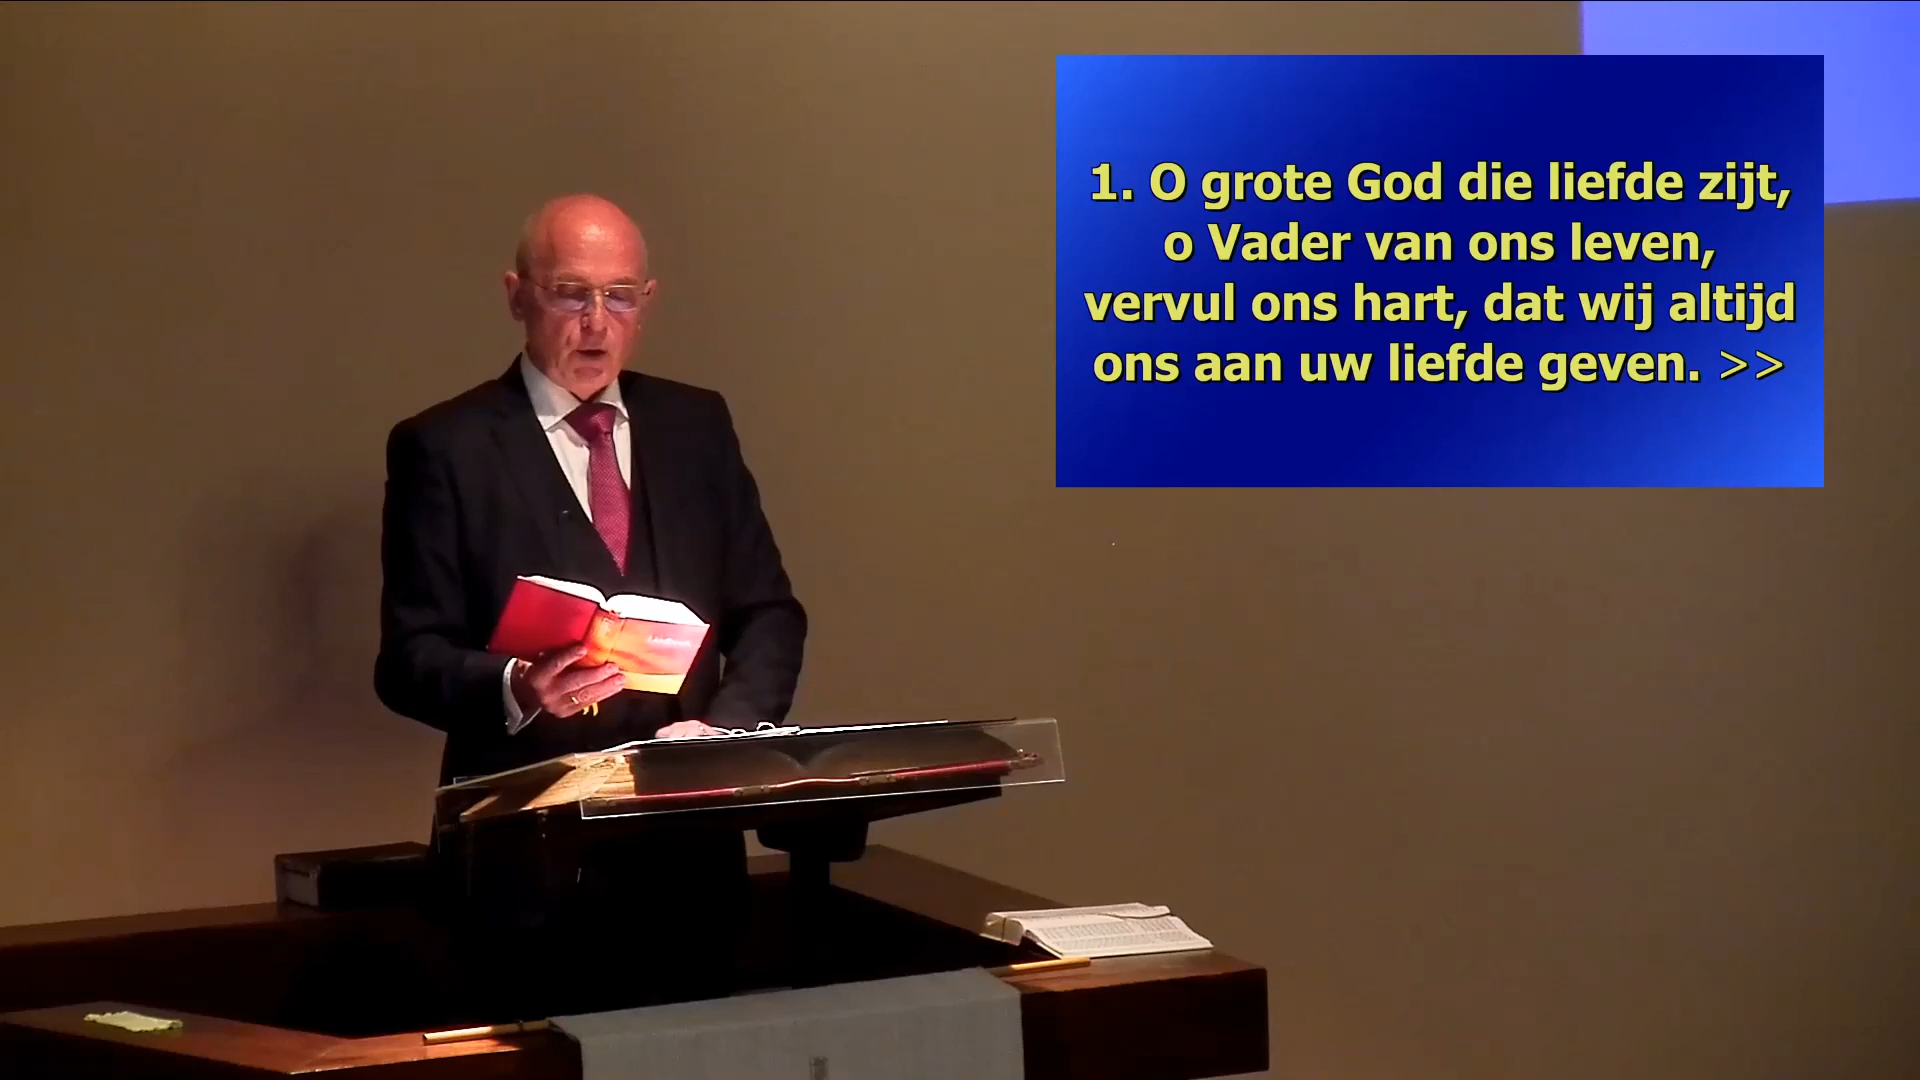 1. O grote God die liefde zijt,
o Vader van ons leven,
vervul ons hart, dat wij altijd
ons aan uw liefde geven. >>